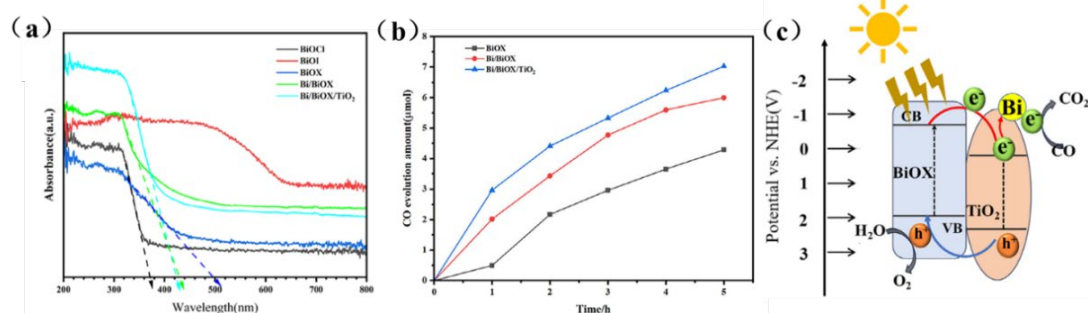 (a)
Absorbance(a.u.)
BiOCl
BiOI
BiOX
Bi/BiOX
Bi/BiOX/TiO₂
200 300 400 500 600 700 800
Wavelength(nm)
(b)
CO evolution amount(μmol)
7
6
5
4
3
2
1
0
BiOX
Bi/BiOX
Bi/BiOX/TiO₂
0 1 2 3 4 5
Time/h
(c)
Potential vs. NHE(V)
-2
-1
0
1
2
3
CB
BiOX
VB
e⁻
Bi
e⁻
CO₂
CO
e⁻
TiO₂
H₂O
h⁺
O₂
h⁺